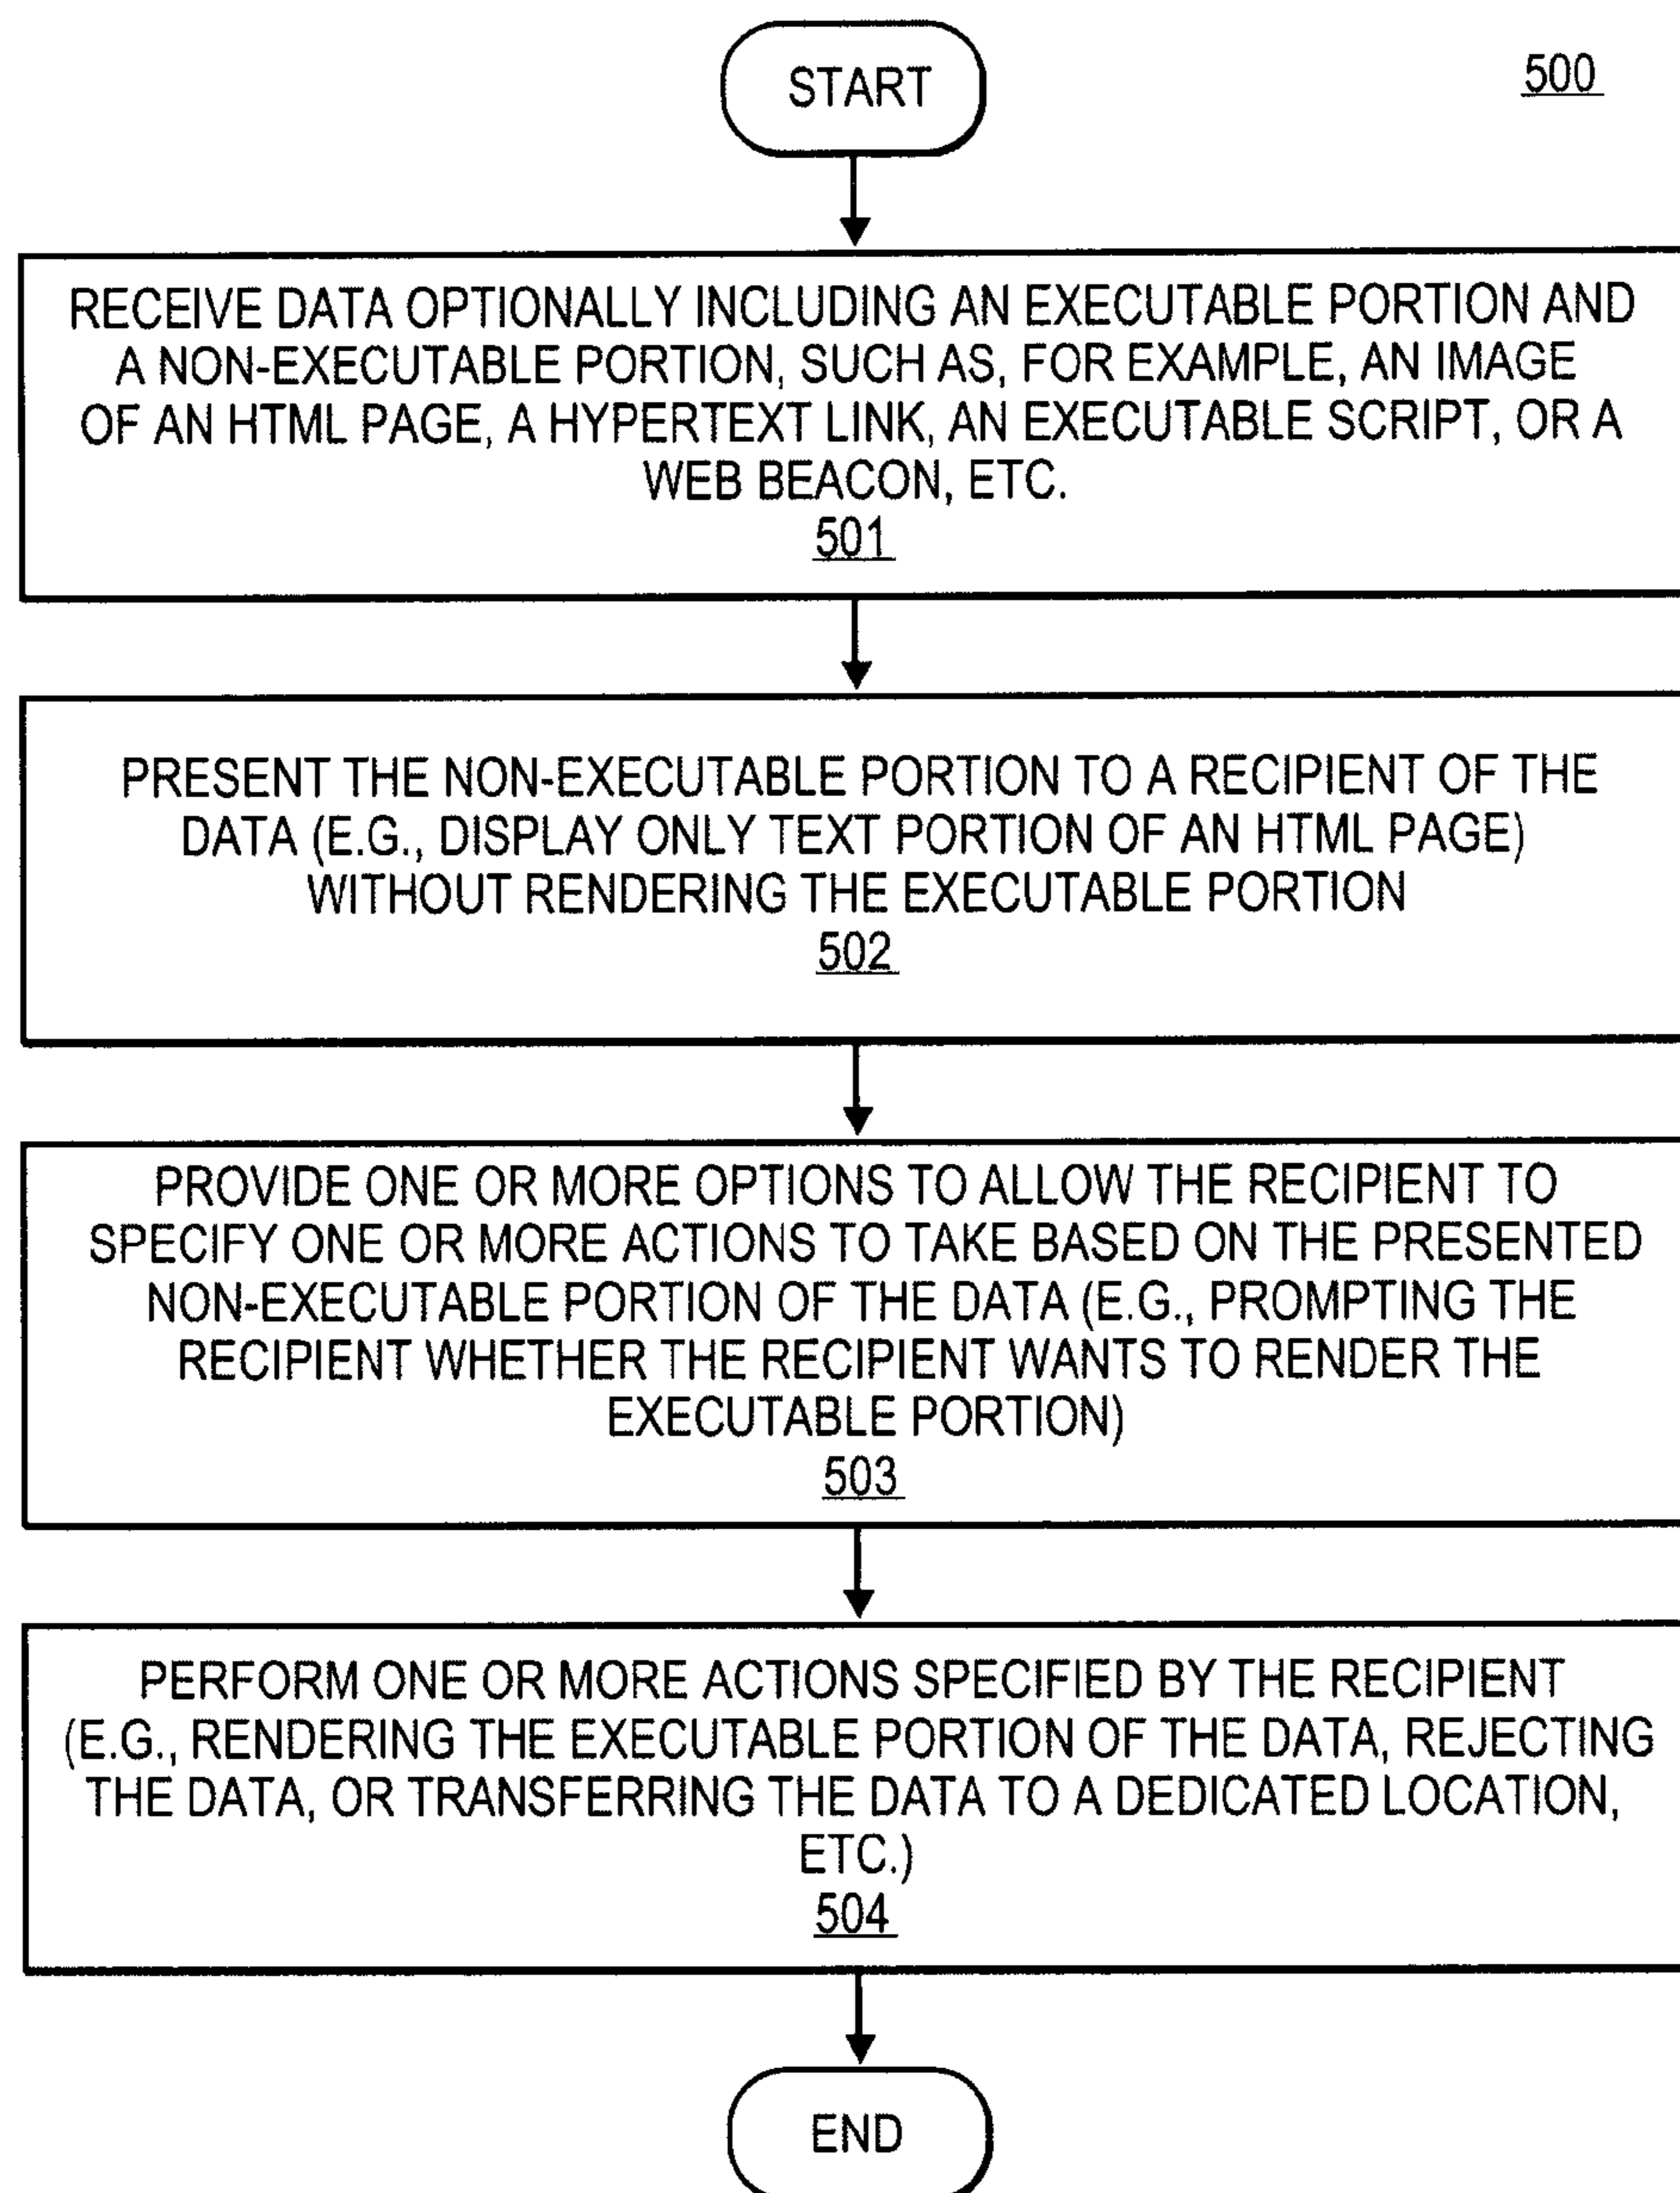 START
500
RECEIVE DATA OPTIONALLY INCLUDING AN EXECUTABLE PORTION AND
A NON-EXECUTABLE PORTION, SUCH AS, FOR EXAMPLE, AN IMAGE
OF AN HTML PAGE, A HYPERTEXT LINK, AN EXECUTABLE SCRIPT, OR A
WEB BEACON, ETC.
501
PRESENT THE NON-EXECUTABLE PORTION TO A RECIPIENT OF THE
DATA (E.G., DISPLAY ONLY TEXT PORTION OF AN HTML PAGE)
WITHOUT RENDERING THE EXECUTABLE PORTION
502
PROVIDE ONE OR MORE OPTIONS TO ALLOW THE RECIPIENT TO
SPECIFY ONE OR MORE ACTIONS TO TAKE BASED ON THE PRESENTED
NON-EXECUTABLE PORTION OF THE DATA (E.G., PROMPTING THE
RECIPIENT WHETHER THE RECIPIENT WANTS TO RENDER THE
EXECUTABLE PORTION)
503
PERFORM ONE OR MORE ACTIONS SPECIFIED BY THE RECIPIENT
(E.G., RENDERING THE EXECUTABLE PORTION OF THE DATA, REJECTING
THE DATA, OR TRANSFERRING THE DATA TO A DEDICATED LOCATION,
ETC.)
504
END